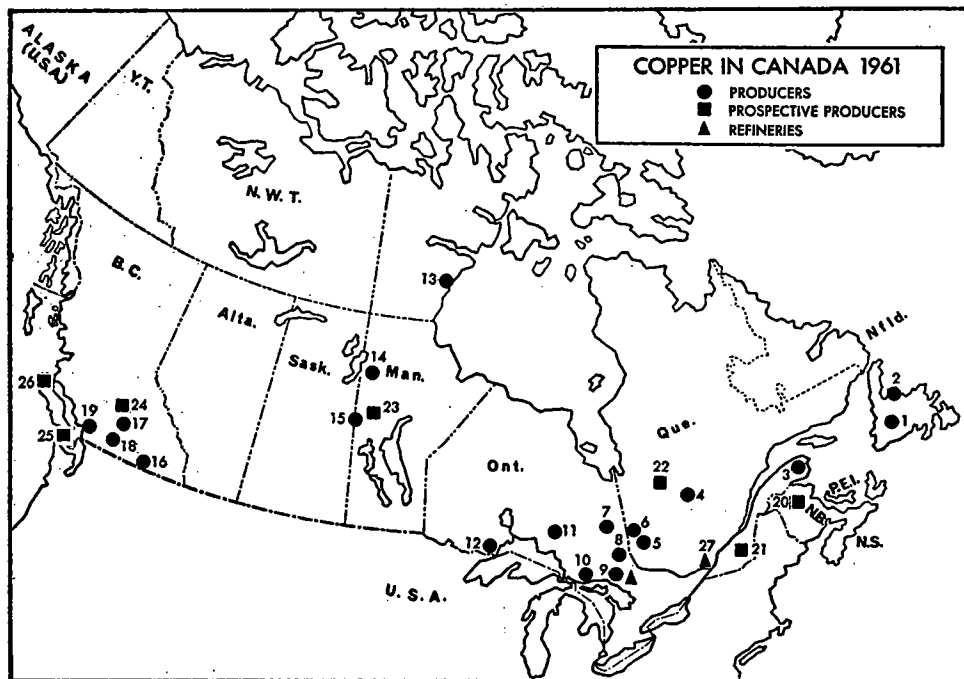 ALASKA
(U.S.A.)
Y.T.
COPPER IN CANADA 1961
PRODUCERS
PROSPECTIVE PRODUCERS
REFINERIES
N.W.T.
B.C.
13
Alta.
Nfld.
Sask.
14
Man.
26
2
24
23
15
1
19
17
25
18
Que.
16
22
3
Ont.
4
P.E.I.
20
N.B.
7
6
N.S.
11
12
5
8
27
21
10
9
U.S.A.